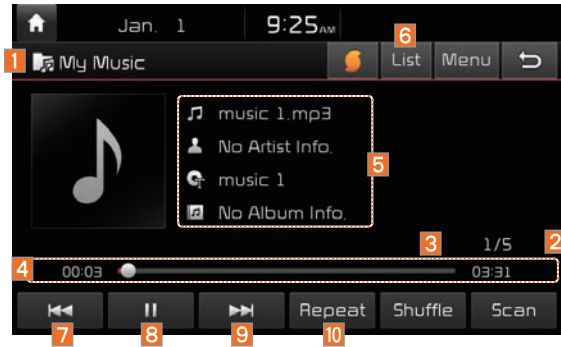 Jan. 1 9:25AM
6
1 My Music List Menu
music 1.mp3
No Artist Info.
5
music 1
No Album Info.
3 1/5 2
4 00:03 03:31
Repeat Shuffle Scan
7 8 9 10